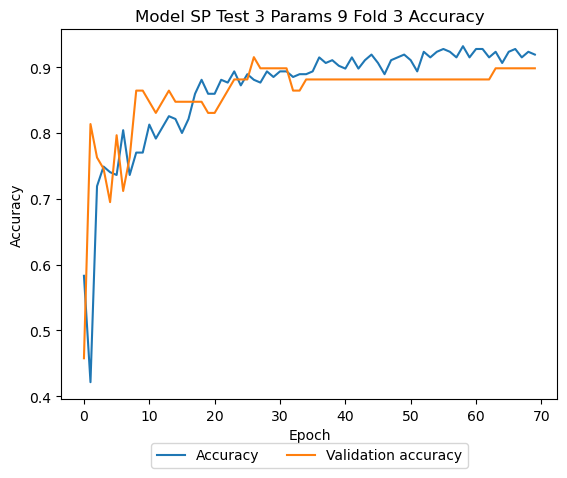 Model SP Test 3 Params 9 Fold 3 Accuracy
0.9
0.8
0.7
0.6
0.5
0.4
Accuracy
0 10 20 30 40 50 60 70
Epoch
Accuracy Validation accuracy